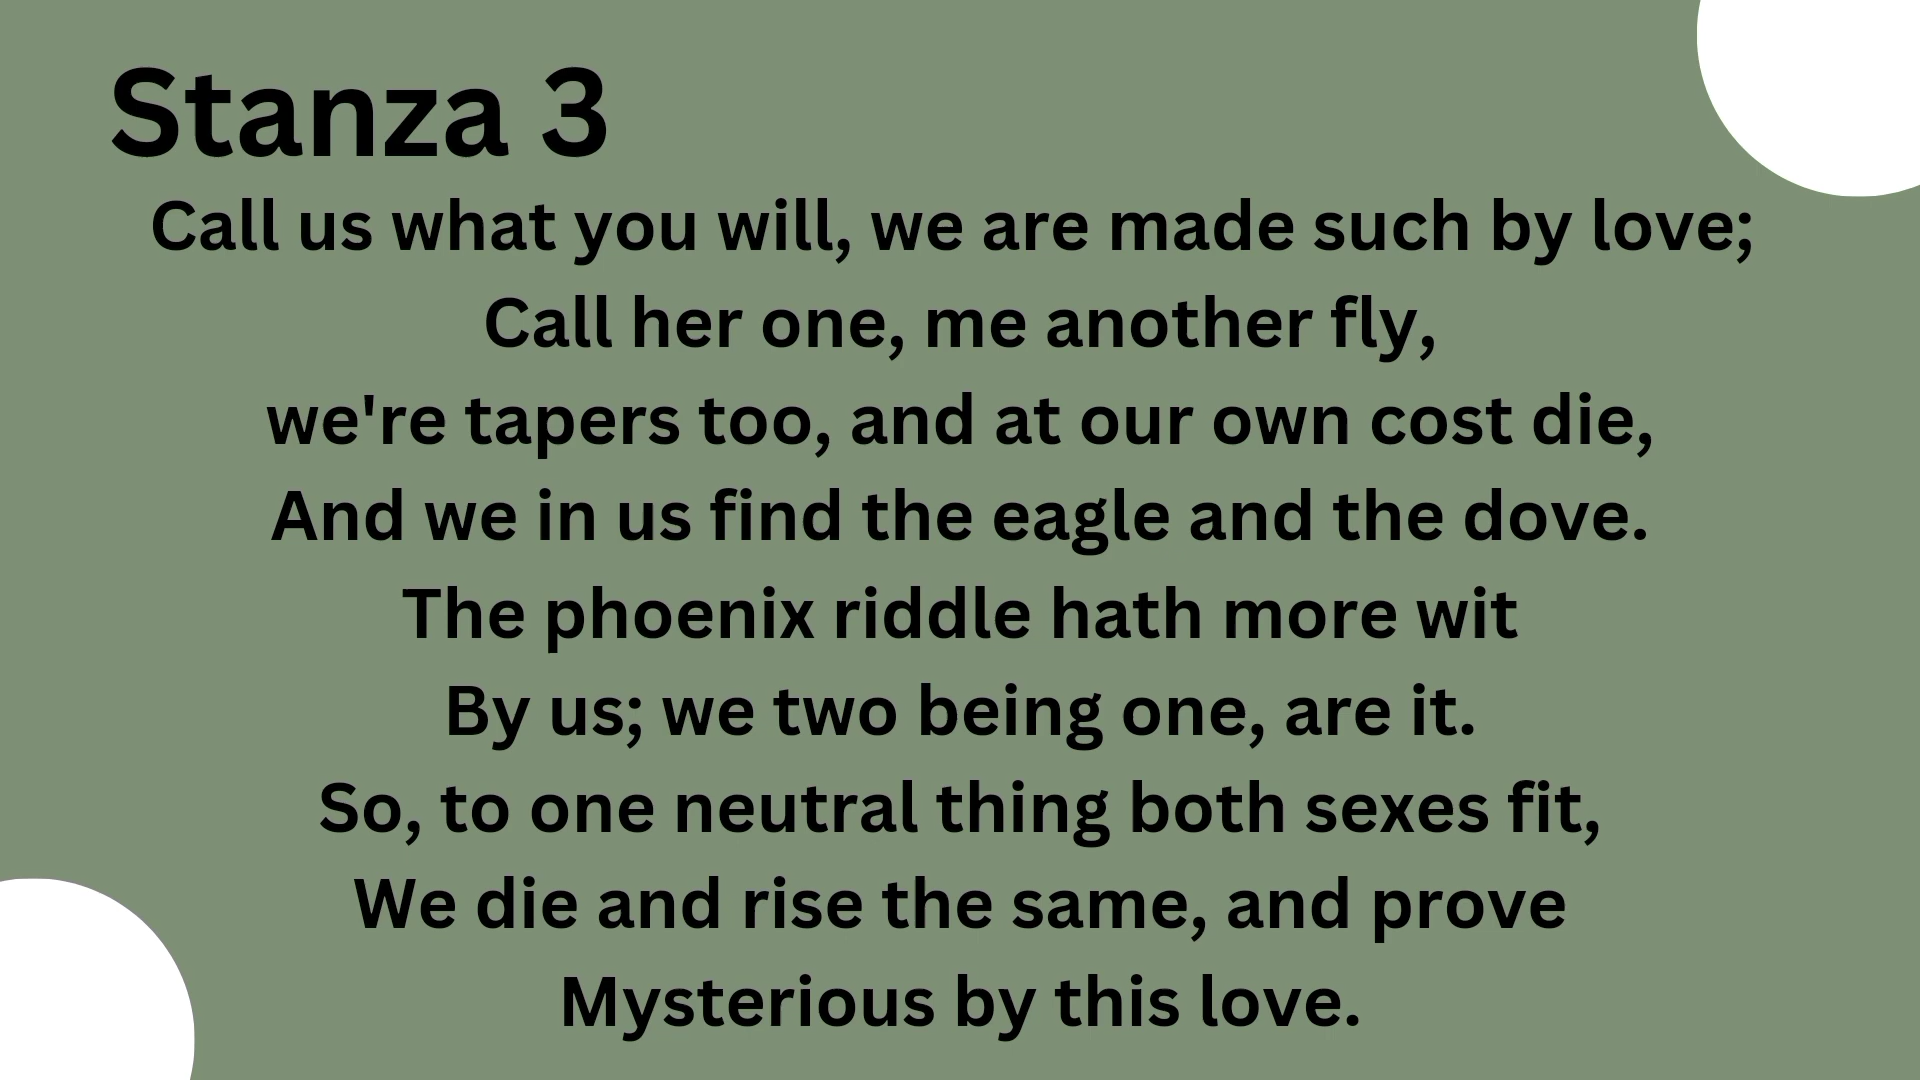 Stanza 3
Call us what you will, we are made such by love;
Call her one, me another fly,
we're tapers too, and at our own cost die,
And we in us find the eagle and the dove.
The phoenix riddle hath more wit
By us; we two being one, are it.
So, to one neutral thing both sexes fit,
We die and rise the same, and prove
Mysterious by this love.